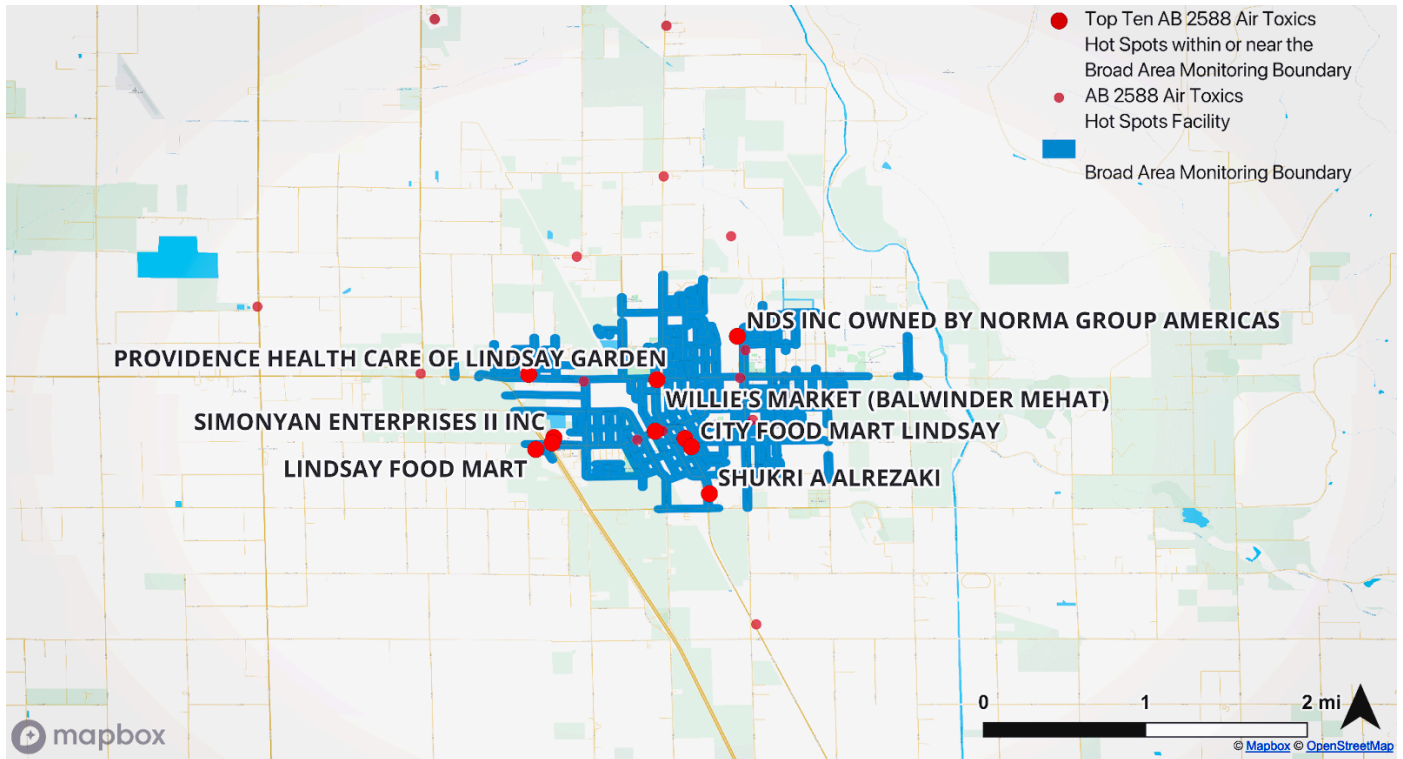 Top Ten AB 2588 Air Toxics
Hot Spots within or near the
Broad Area Monitoring Boundary
AB 2588 Air Toxics
Hot Spots Facility
Broad Area Monitoring Boundary
NDS INC OWNED BY NORMA GROUP AMERICAS
PROVIDENCE HEALTH CARE OF LINDSAY GARDEN
WILLIE'S MARKET (BALWINDER MEHAT)
SIMONYAN ENTERPRISES II INC
CITY FOOD MART LINDSAY
LINDSAY FOOD MART
SHUKRI A ALREZAKI
0 1 2 mi
mapbox
© Mapbox © OpenStreetMap